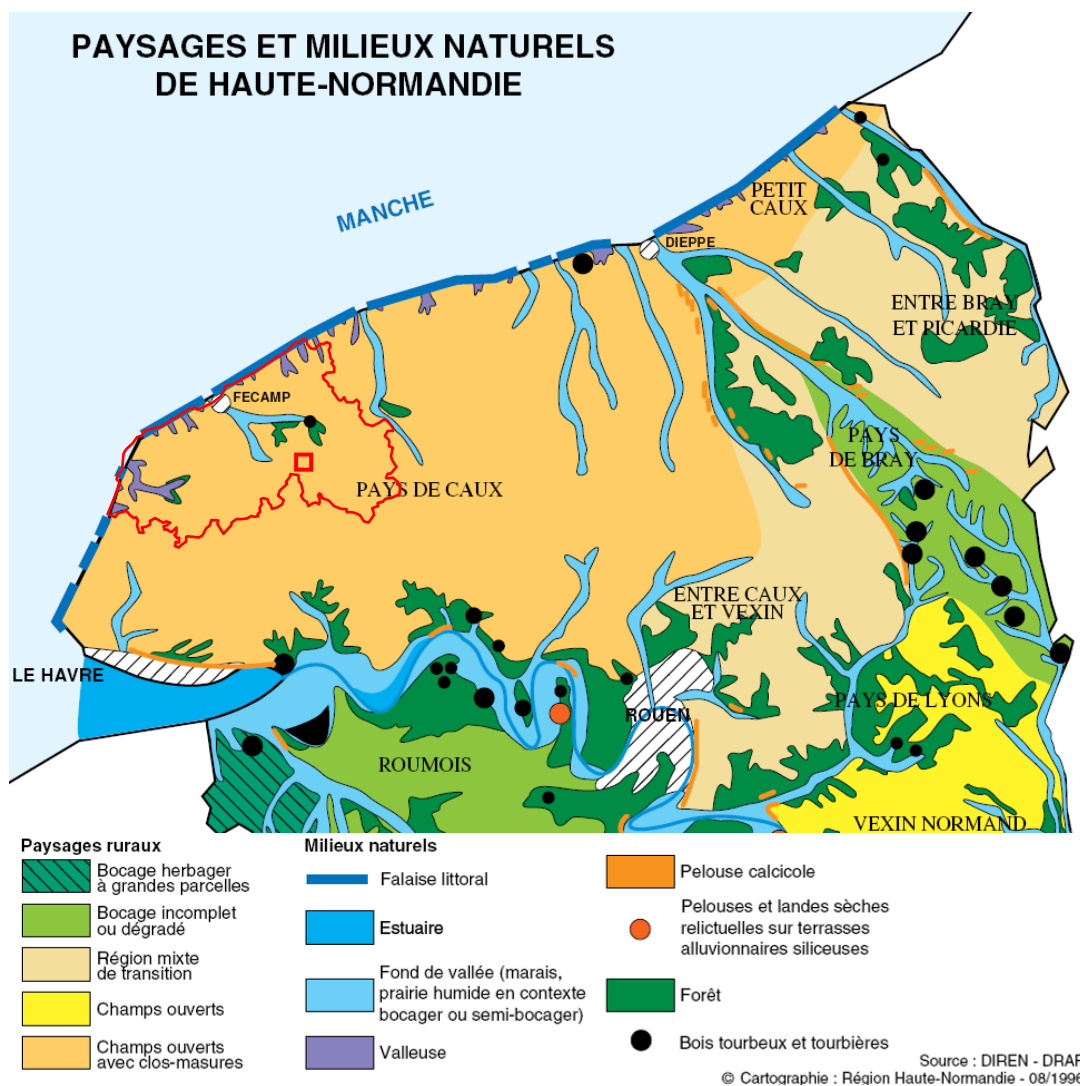 PAYSAGES ET MILIEUX NATURELS
DE HAUTE-NORMANDIE
MANCHE
PETIT
CAUX
DIEPPE
ENTRE BRAY
ET PICARDIE
FECAMP
PAYS
DE BRAY
PAYS DE CAUX
ENTRE CAUX
ET VEXIN
LE HAVRE
PAYS DE LYONS
ROUEN
ROUMOIS
VEXIN NORMAND
Paysages ruraux
Bocage herbager
à grandes parcelles
Bocage incomplet
ou dégradé
Région mixte
de transition
Champs ouverts
Champs ouverts
avec clos-masures
Milieux naturels
Falaise littoral
Estuaire
Fond de vallée (marais,
prairie humide en contexte
bocager ou semi-bocager)
Valleuse
Pelouse calcicole
Pelouses et landes sèches
relictuelles sur terrasses
alluvionnaires siliceuses
Forêt
Bois tourbeux et tourbières
Source : DIREN - DRAF
© Cartographie : Région Haute-Normandie - 08/1996